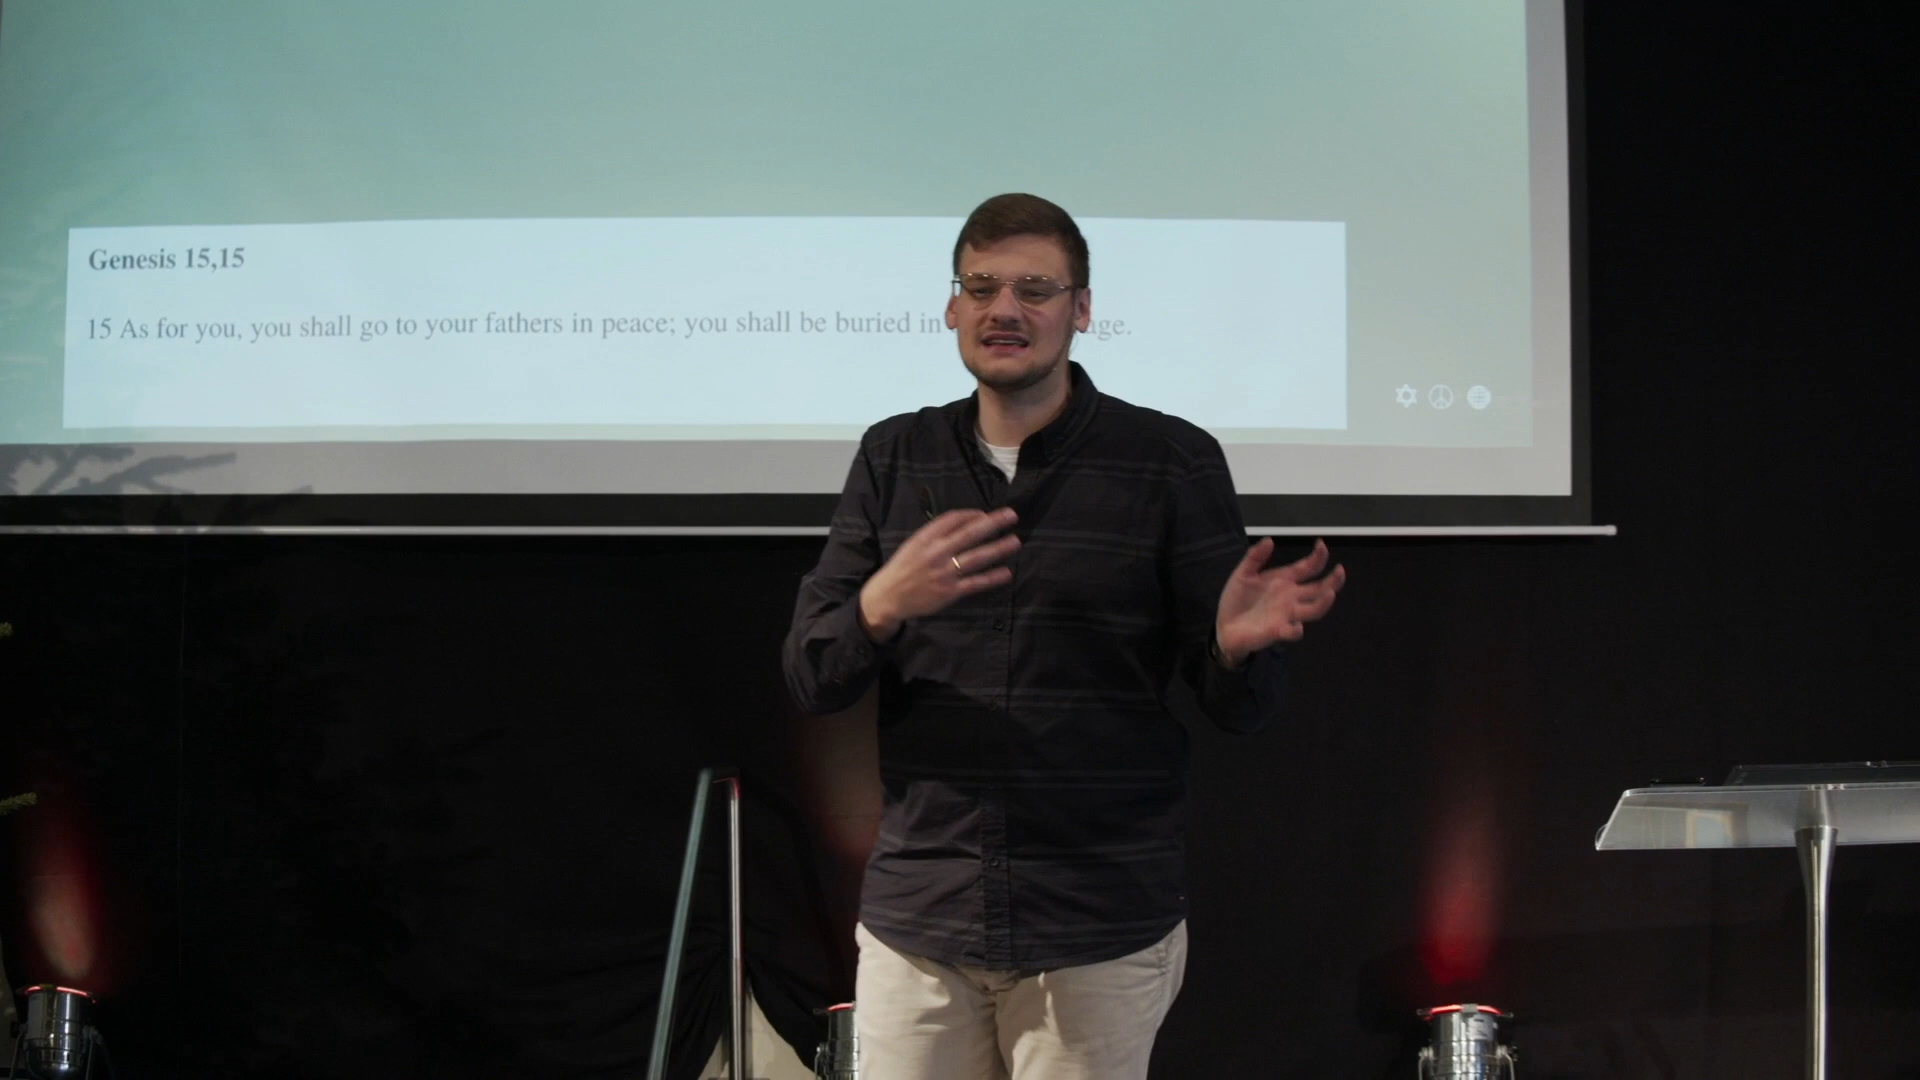 Genesis 15,15
15 As for you, you shall go to your fathers in peace; you shall be buried in age.